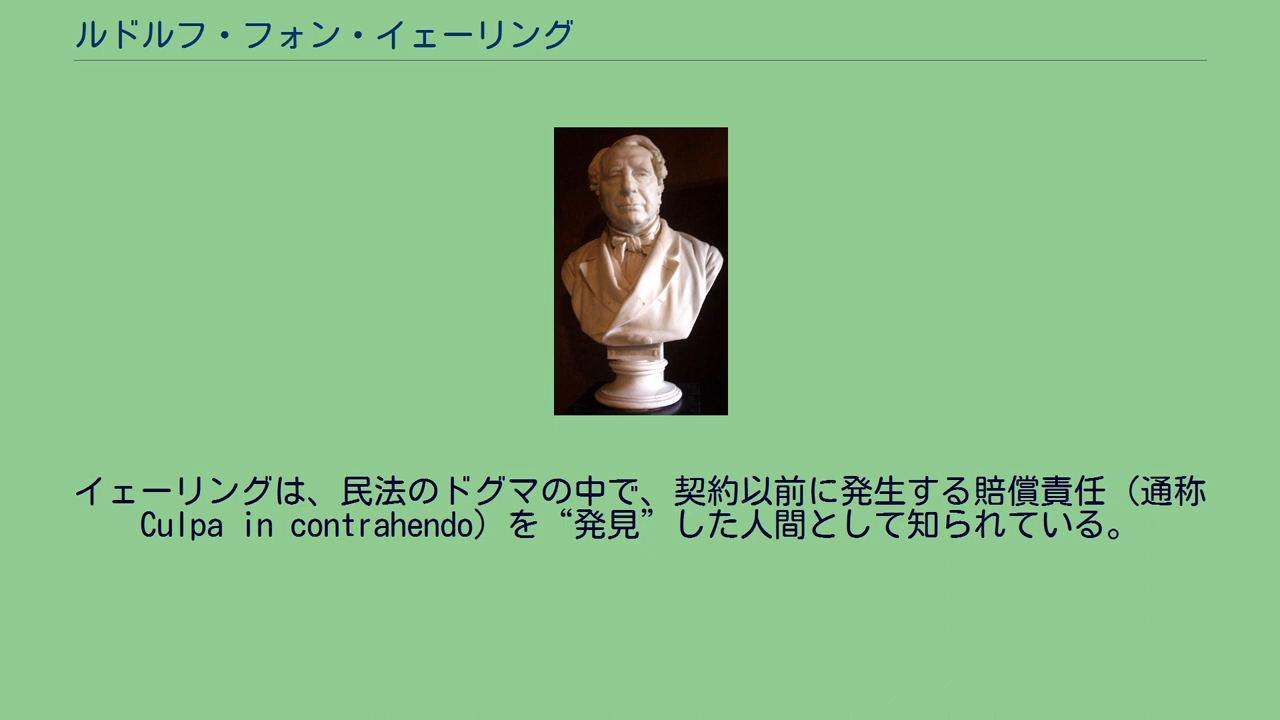 ルドルフ・フォン・イェーリング
イェーリングは、民法のドグマの中で、契約以前に発生する賠償責任（通称
Culpa in contrahendo）を“発見”した人間として知られている。